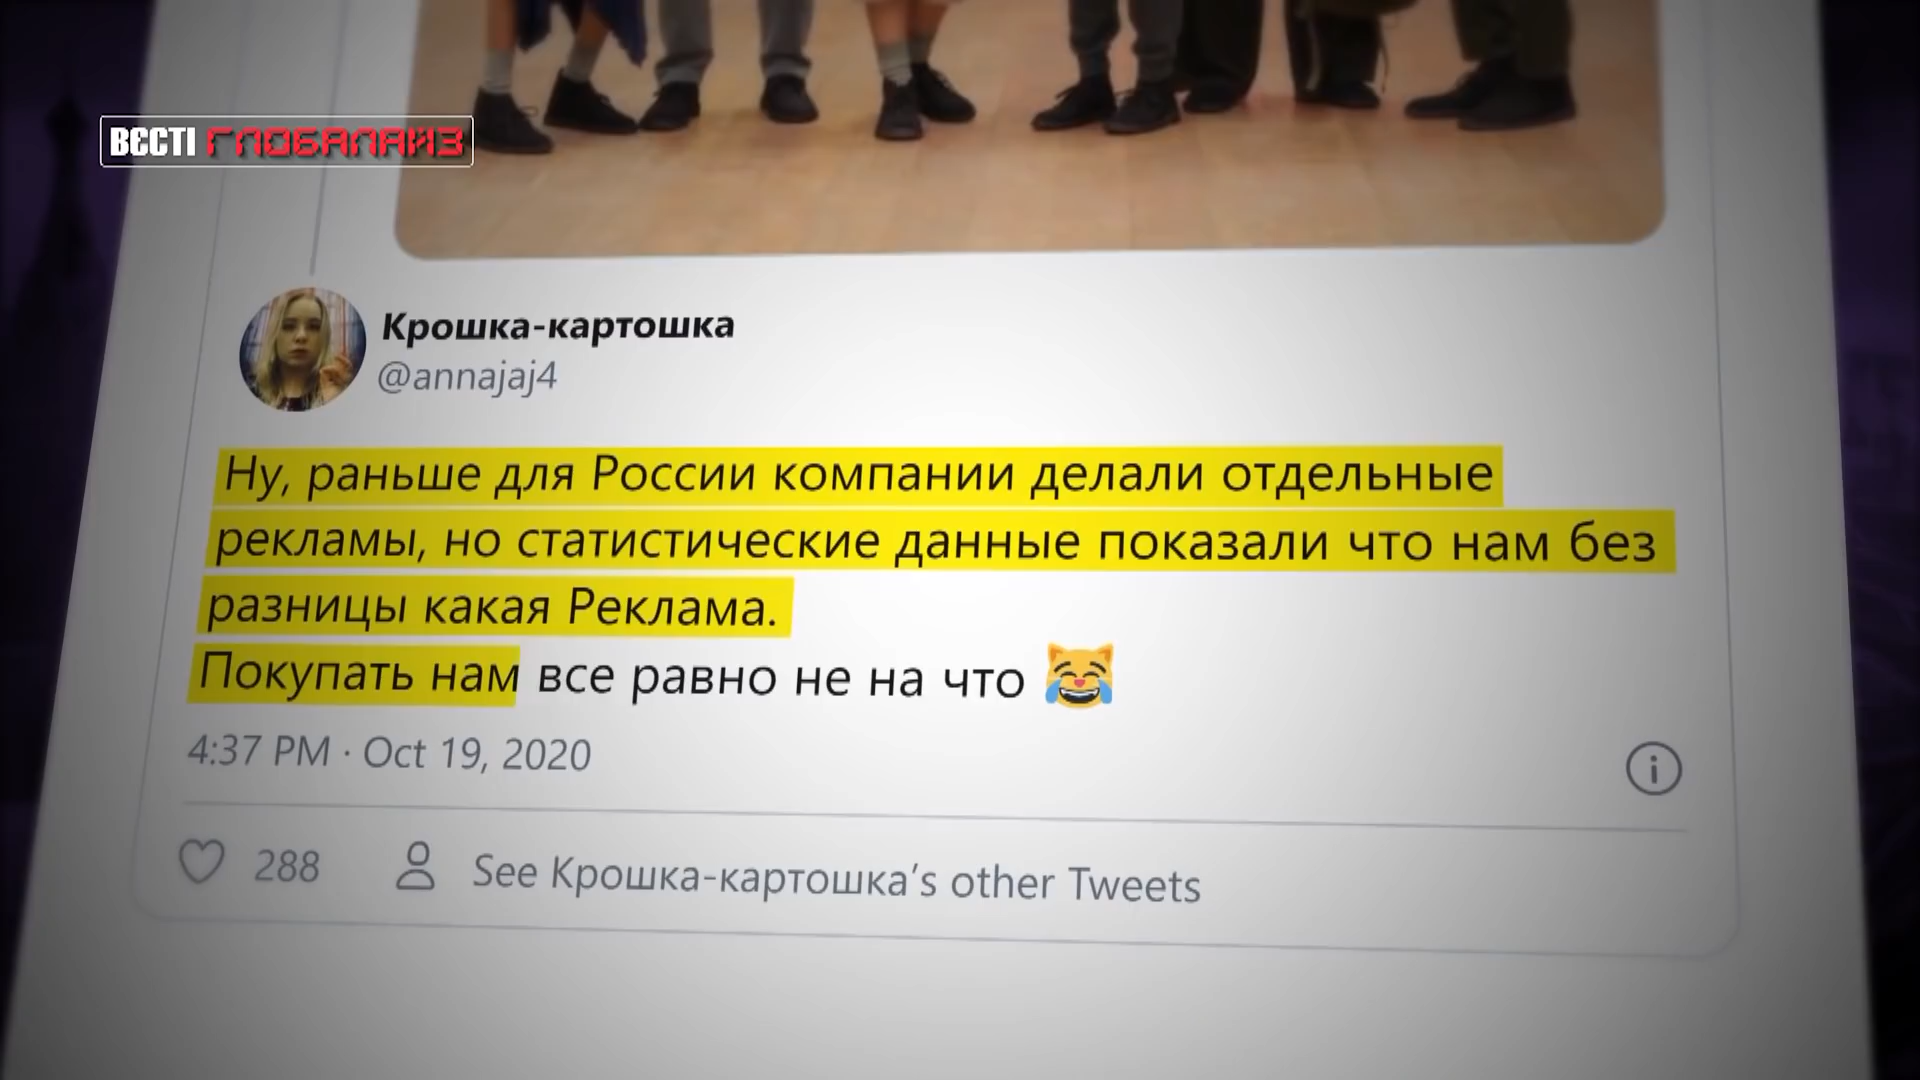 ВЄСТІ ГЛОБАЛАЙЗ
Крошка-картошка
@annajaj4
Ну, раньше для России компании делали отдельные
рекламы, но статистические данные показали что нам без
разницы какая Реклама.
Покупать нам все равно не на что 😹
4:37 PM · Oct 19, 2020
288 See Крошка-картошка's other Tweets